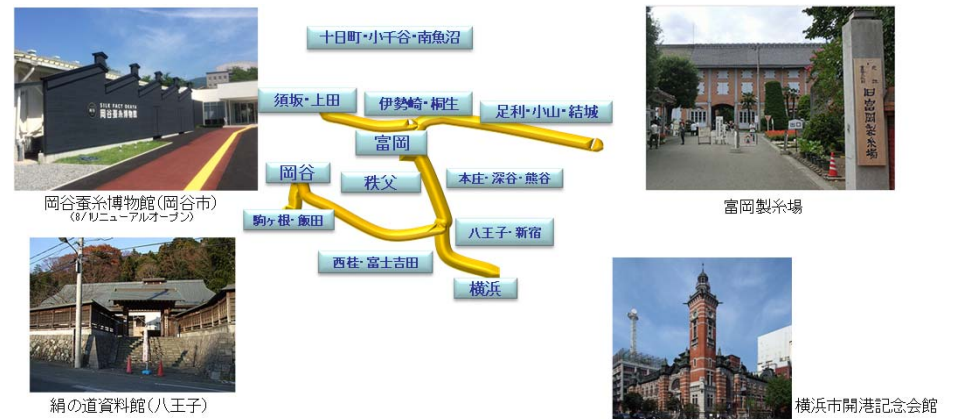 十日町・小千谷・南魚沼
須坂・上田
伊勢崎・桐生
足利・小山・結城
富岡
岡谷
秩父
本庄・深谷・熊谷
駒ヶ根・飯田
八王子・新宿
西桂・富士吉田
横浜
SILK FACT OKAYA
岡谷蚕糸博物館
岡谷蚕糸博物館(岡谷市)
(8/1リニューアルオープン)
旧富岡製糸場
富岡製糸場
絹の道資料館(八王子)
横浜市開港記念会館